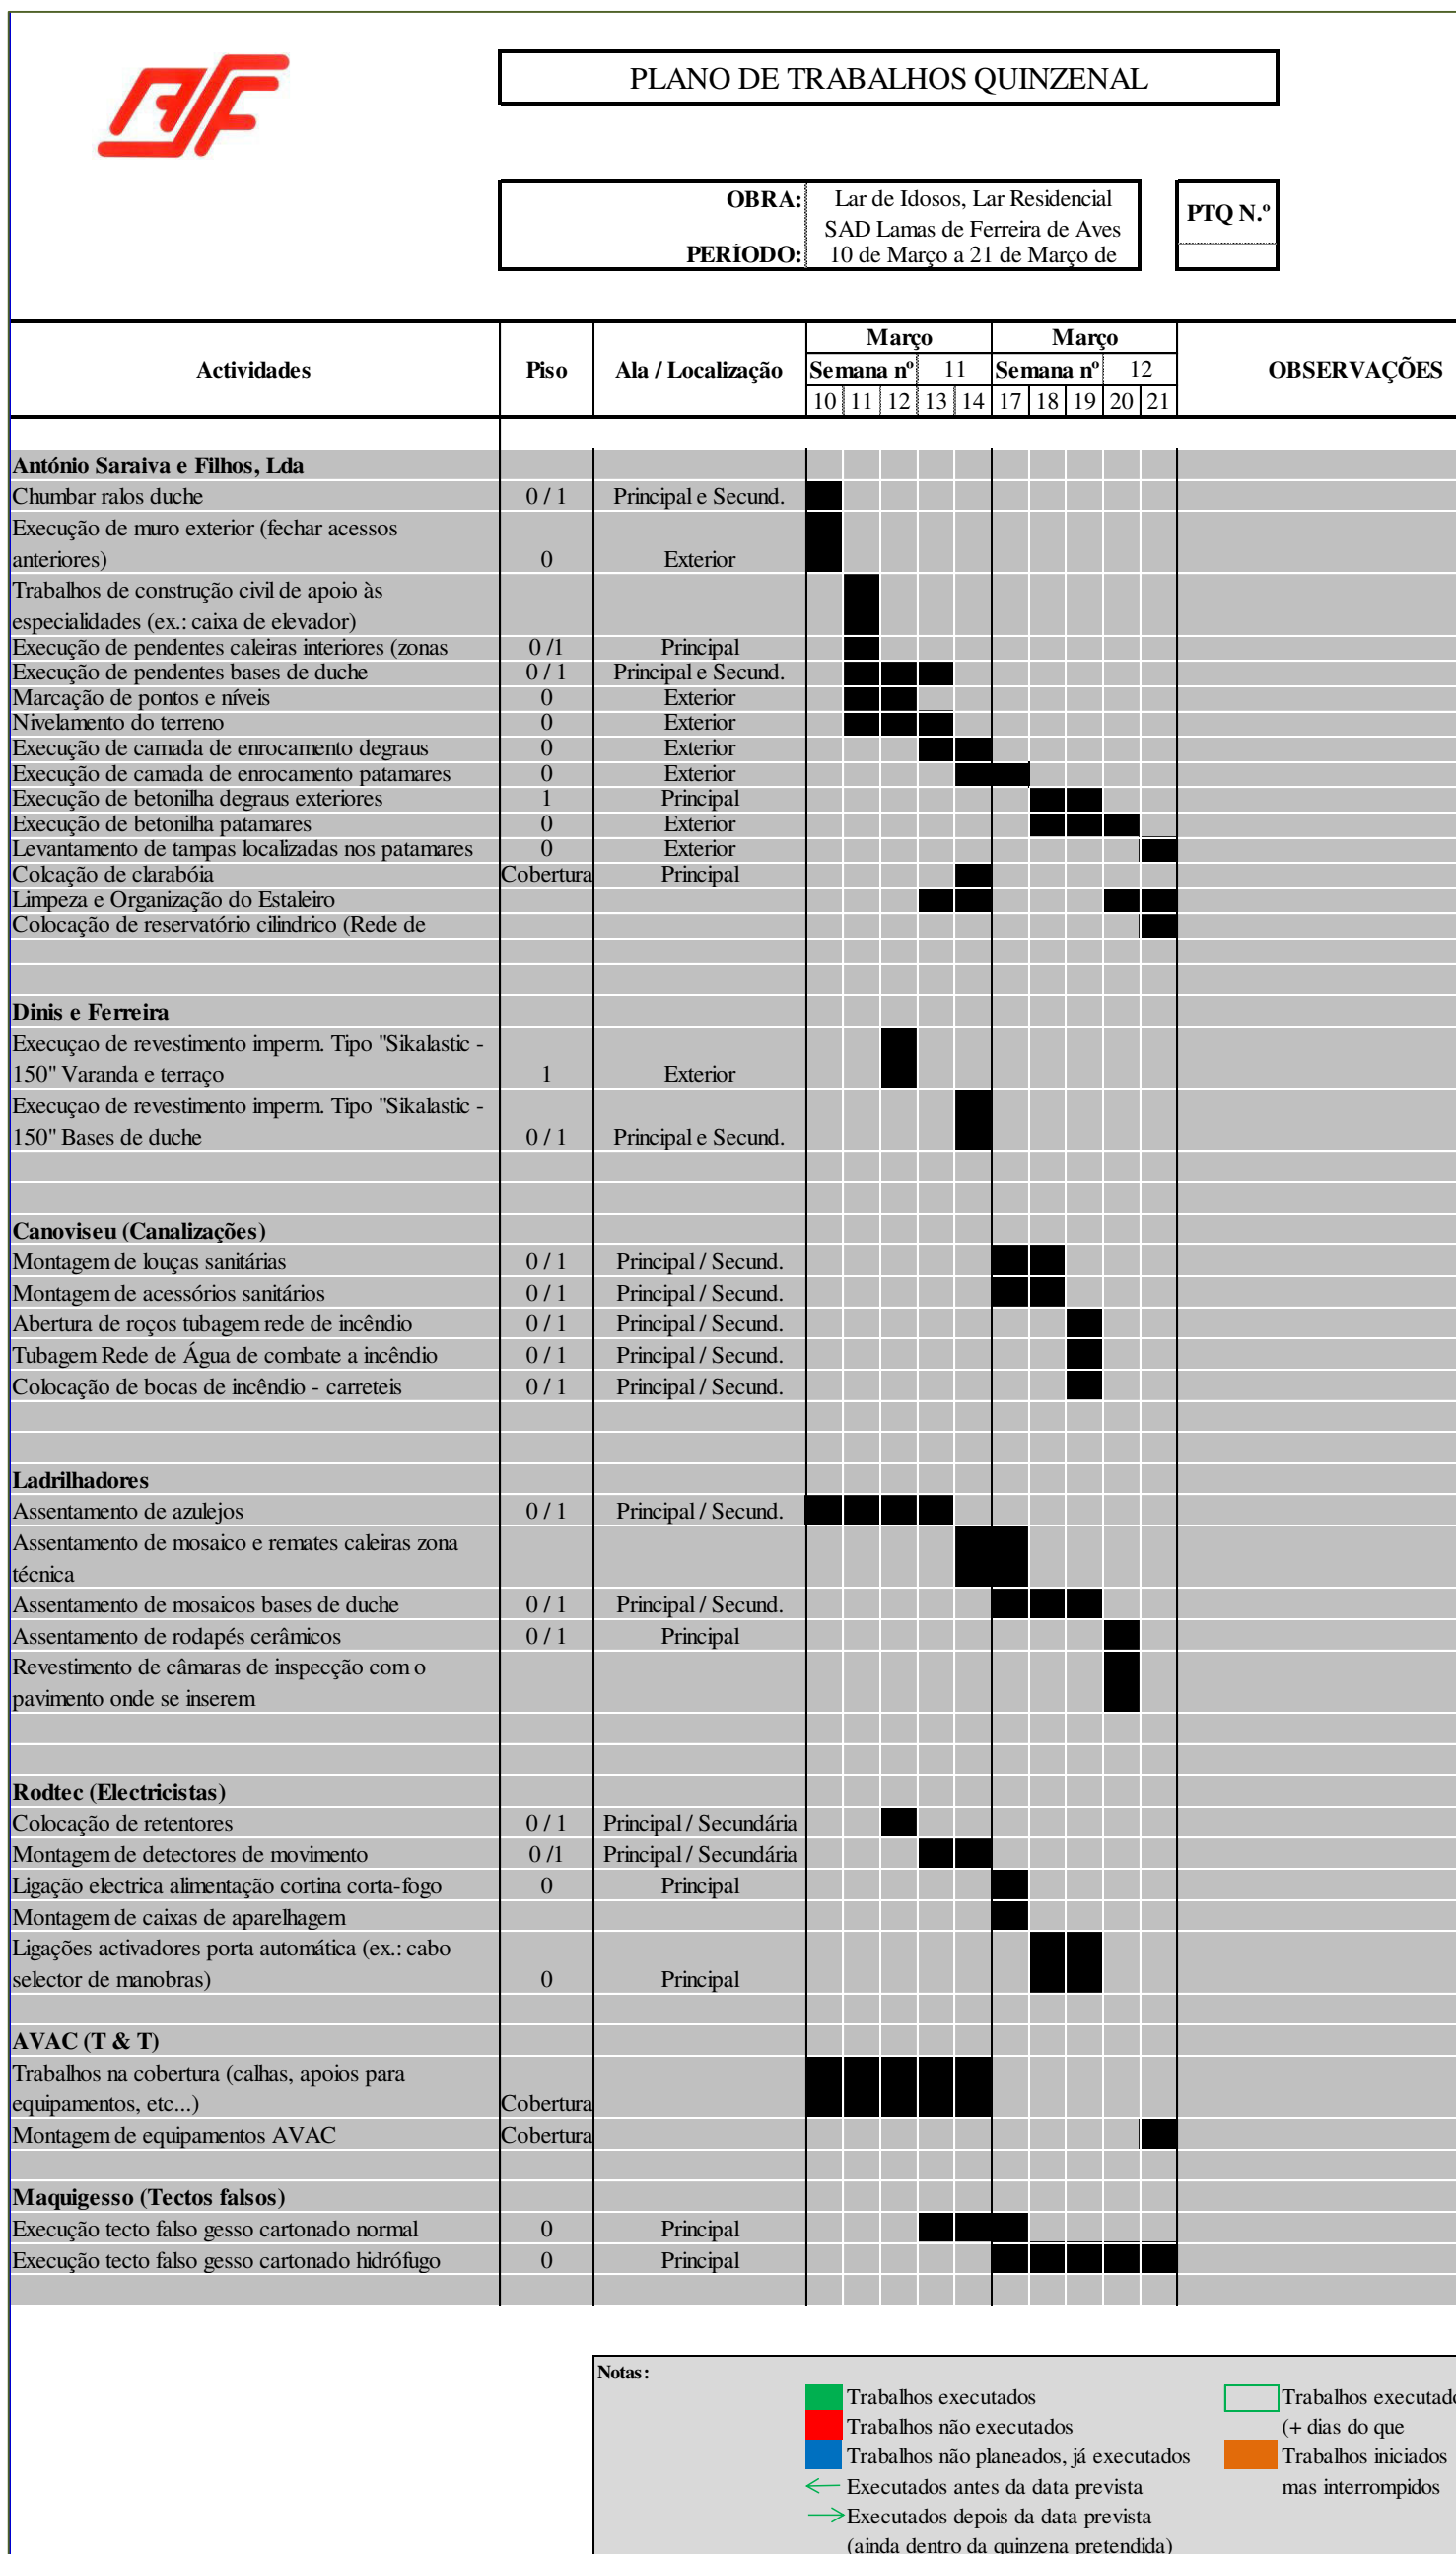 PLANO DE TRABALHOS QUINZENAL
OBRA: Lar de Idosos, Lar Residencial
SAD Lamas de Ferreira de Aves
PERÍODO: 10 de Março a 21 de Março de
PTQ N.º
Actividades Piso Ala / Localização Março Março OBSERVAÇÕES
Semana nº 11 Semana nº 12
10 11 12 13 14 17 18 19 20 21
António Saraiva e Filhos, Lda
Chumbar ralos duche 0 / 1 Principal e Secund.
Execução de muro exterior (fechar acessos
anteriores) 0 Exterior
Trabalhos de construção civil de apoio às
especialidades (ex.: caixa de elevador)
Execução de pendentes caleiras interiores (zonas 0 /1 Principal
Execução de pendentes bases de duche 0 / 1 Principal e Secund.
Marcação de pontos e níveis 0 Exterior
Nivelamento do terreno 0 Exterior
Execução de camada de enrocamento degraus 0 Exterior
Execução de camada de enrocamento patamares 0 Exterior
Execução de betonilha degraus exteriores 1 Principal
Execução de betonilha patamares 0 Exterior
Levantamento de tampas localizadas nos patamares 0 Exterior
Colcação de clarabóia Cobertura Principal
Limpeza e Organização do Estaleiro
Colocação de reservatório cilindrico (Rede de
Dinis e Ferreira
Execuçao de revestimento imperm. Tipo "Sikalastic -
150" Varanda e terraço 1 Exterior
Execuçao de revestimento imperm. Tipo "Sikalastic -
150" Bases de duche 0 / 1 Principal e Secund.
Canoviseu (Canalizações)
Montagem de louças sanitárias 0 / 1 Principal / Secund.
Montagem de acessórios sanitários 0 / 1 Principal / Secund.
Abertura de roços tubagem rede de incêndio 0 / 1 Principal / Secund.
Tubagem Rede de Água de combate a incêndio 0 / 1 Principal / Secund.
Colocação de bocas de incêndio - carreteis 0 / 1 Principal / Secund.
Ladrilhadores
Assentamento de azulejos 0 / 1 Principal / Secund.
Assentamento de mosaico e remates caleiras zona
técnica
Assentamento de mosaicos bases de duche 0 / 1 Principal / Secund.
Assentamento de rodapés cerâmicos 0 / 1 Principal
Revestimento de câmaras de inspecção com o
pavimento onde se inserem
Rodtec (Electricistas)
Colocação de retentores 0 / 1 Principal / Secundária
Montagem de detectores de movimento 0 /1 Principal / Secundária
Ligação electrica alimentação cortina corta-fogo 0 Principal
Montagem de caixas de aparelhagem
Ligações activadores porta automática (ex.: cabo
selector de manobras) 0 Principal
AVAC (T & T)
Trabalhos na cobertura (calhas, apoios para
equipamentos, etc...) Cobertura
Montagem de equipamentos AVAC Cobertura
Maquigesso (Tectos falsos)
Execução tecto falso gesso cartonado normal 0 Principal
Execução tecto falso gesso cartonado hidrófugo 0 Principal
Notas:
Trabalhos executados Trabalhos executado
Trabalhos não executados (+ dias do que
Trabalhos não planeados, já executados Trabalhos iniciados
Executados antes da data prevista mas interrompidos
Executados depois da data prevista
(ainda dentro da quinzena pretendida)